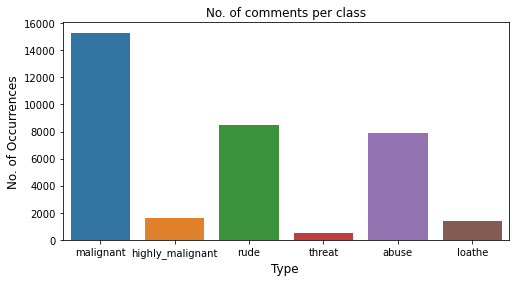 No. of comments per class
No. of Occurrences
16000
14000
12000
10000
8000
6000
4000
2000
0
malignant highly_malignant rude threat abuse loathe
Type